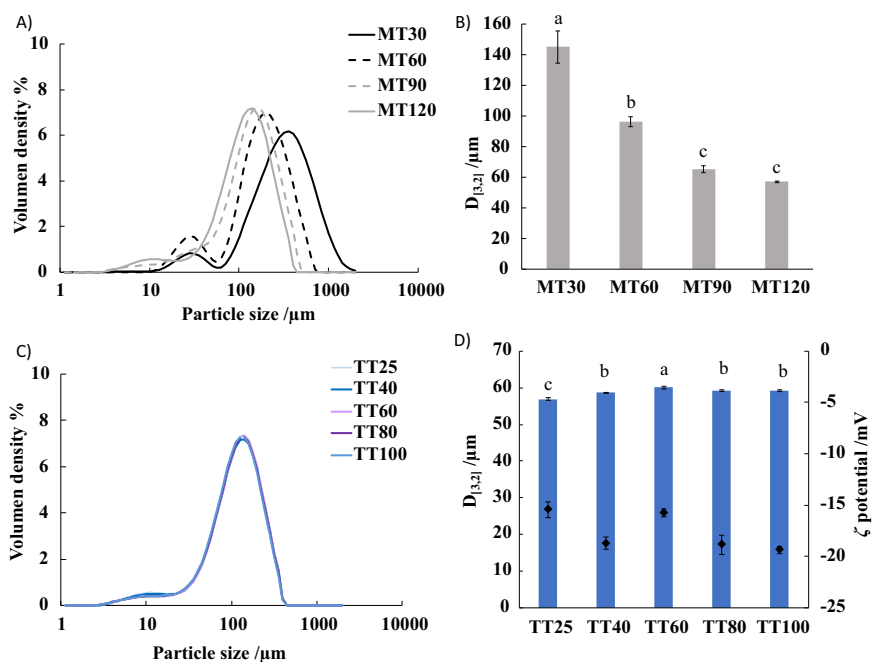 A)
MT30
MT60
MT90
MT120
10
8
6
4
2
0
Volumen density %
1 10 100 1000 10000
Particle size /µm
B)
160
140
120
100
80
60
40
20
0
D[3,2] /µm
a
b
c
c
MT30 MT60 MT90 MT120
C)
TT25
TT40
TT60
TT80
TT100
10
8
6
4
2
0
Volumen density %
1 10 100 1000 10000
Particle size /µm
D)
70
60
50
40
30
20
10
0
D[3,2] /µm
c b a b b
0
−5
−10
−15
−20
−25
ζ potential /mV
TT25 TT40 TT60 TT80 TT100